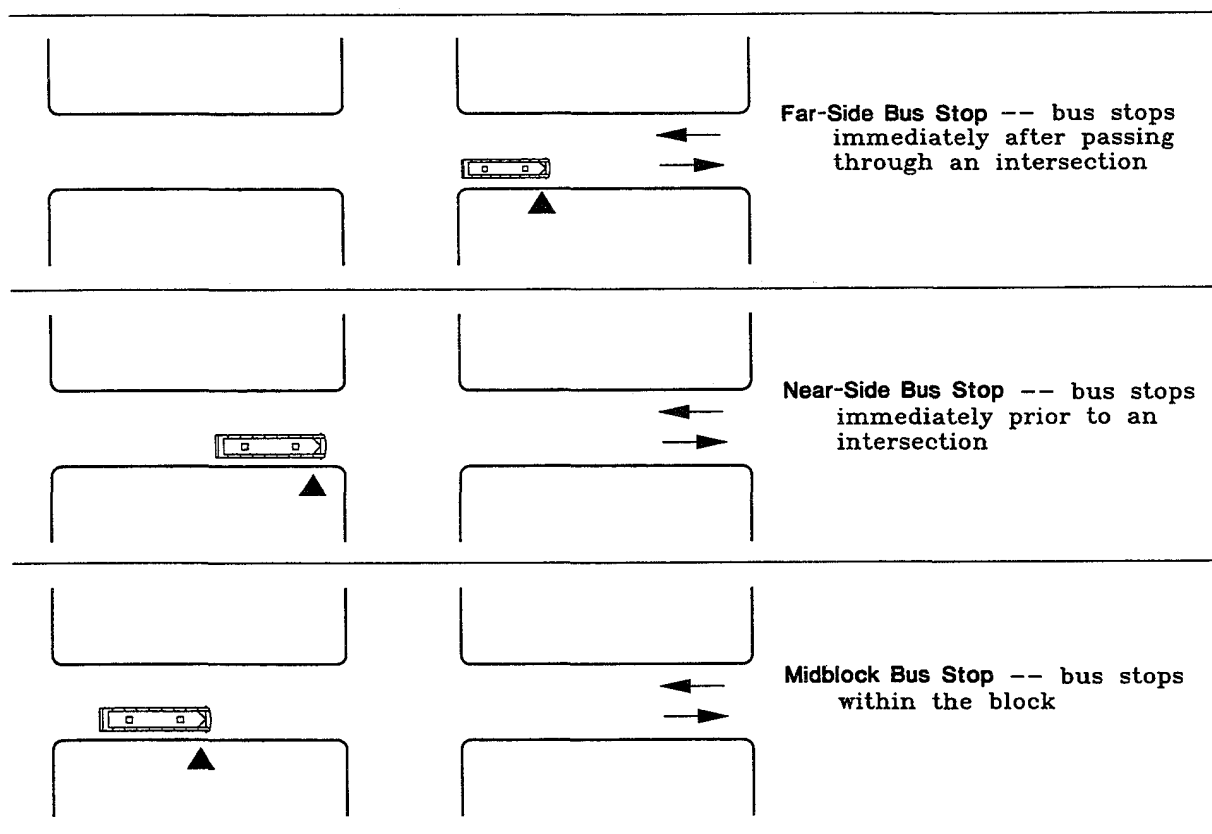 Far-Side Bus Stop -- bus stops
immediately after passing
through an intersection
Near-Side Bus Stop -- bus stops
immediately prior to an
intersection
Midblock Bus Stop -- bus stops
within the block